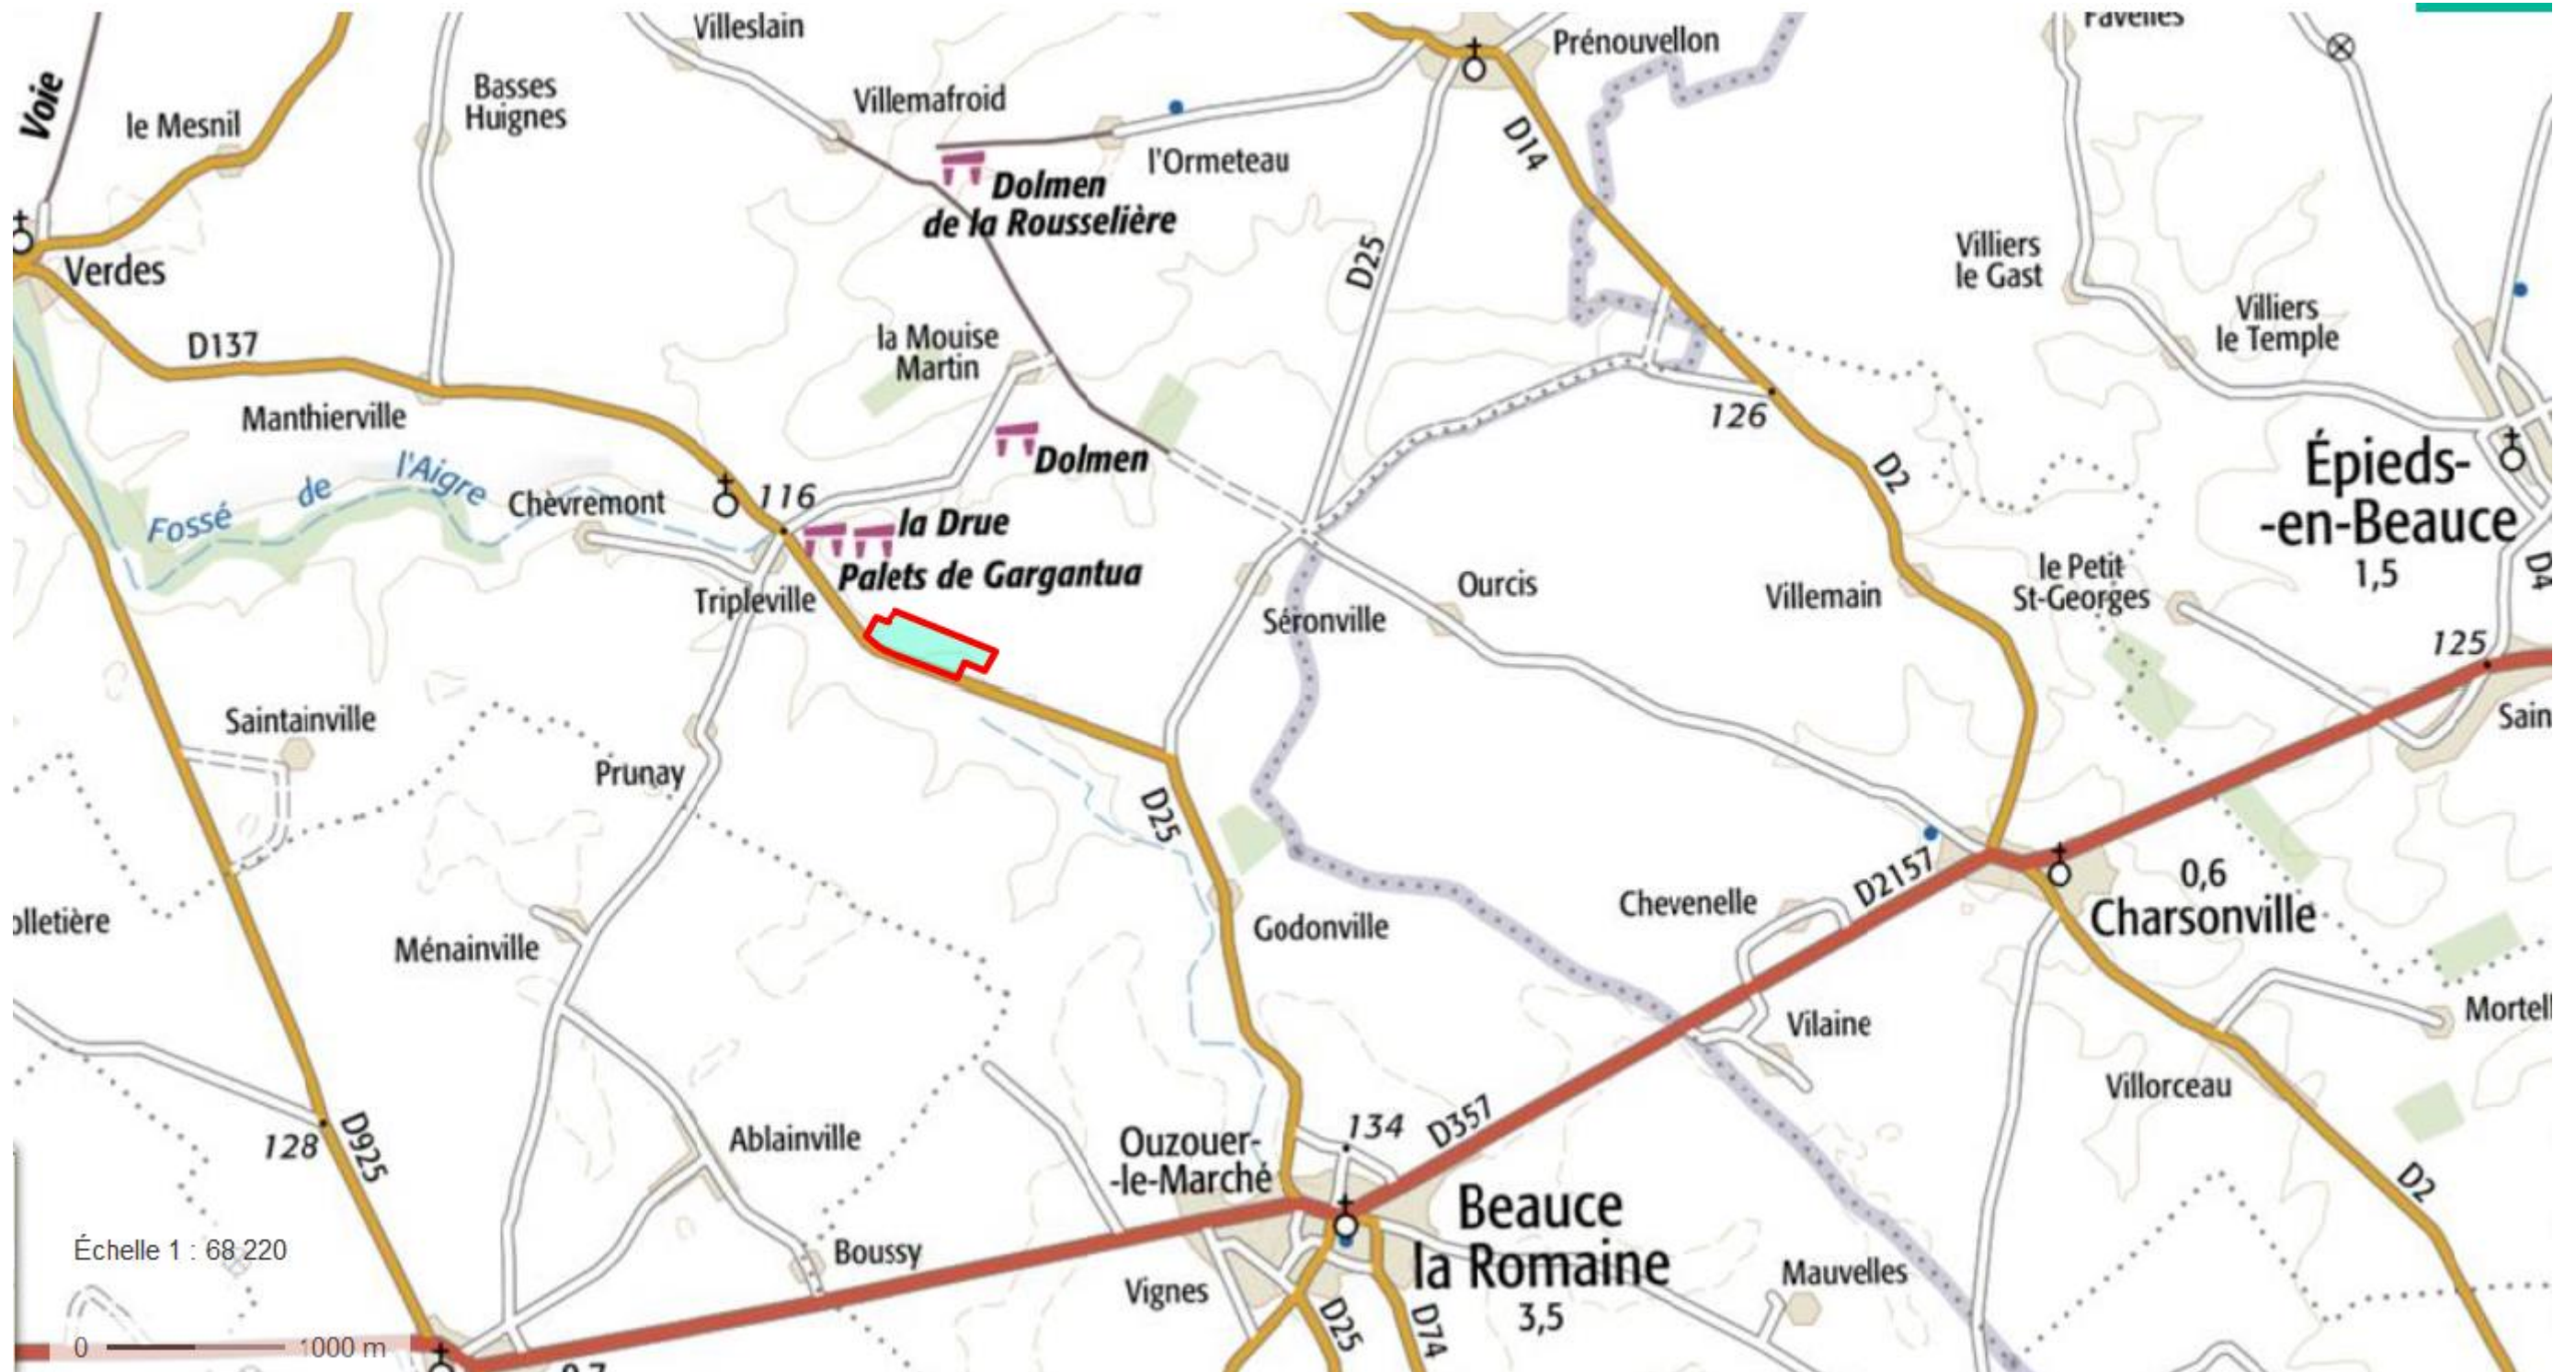 Villeslain
Favelles
Prénouvellon
Voie
Basses
Huignes
le Mesnil
Villemafroid
l'Ormeteau
D14
Dolmen
de la Rousselière
Verdes
D25
Villiers
le Gast
Villiers
le Temple
D137
la Mouise
Martin
Manthierville
126
Dolmen
D2
Épieds-
-en-Beauce
1,5
Fossé de l'Aigre
Chèvremont
116
la Drue
Palets de Gargantua
Tripleville
Ourcis
Séronville
Villemain
le Petit
St-Georges
D4
125
Saintainville
Sain
Prunay
D25
D2157
0,6
Charsonville
Chevenelle
olletière
Ménainville
Godonville
Mortell
Vilaine
Villorceau
128
D925
Ablainville
Ouzouer-
-le-Marché
134
D357
D2
Beauce
la Romaine
3,5
Échelle 1 : 68 220
Boussy
Vignes
Mauvelles
D25
D74
0
1000 m